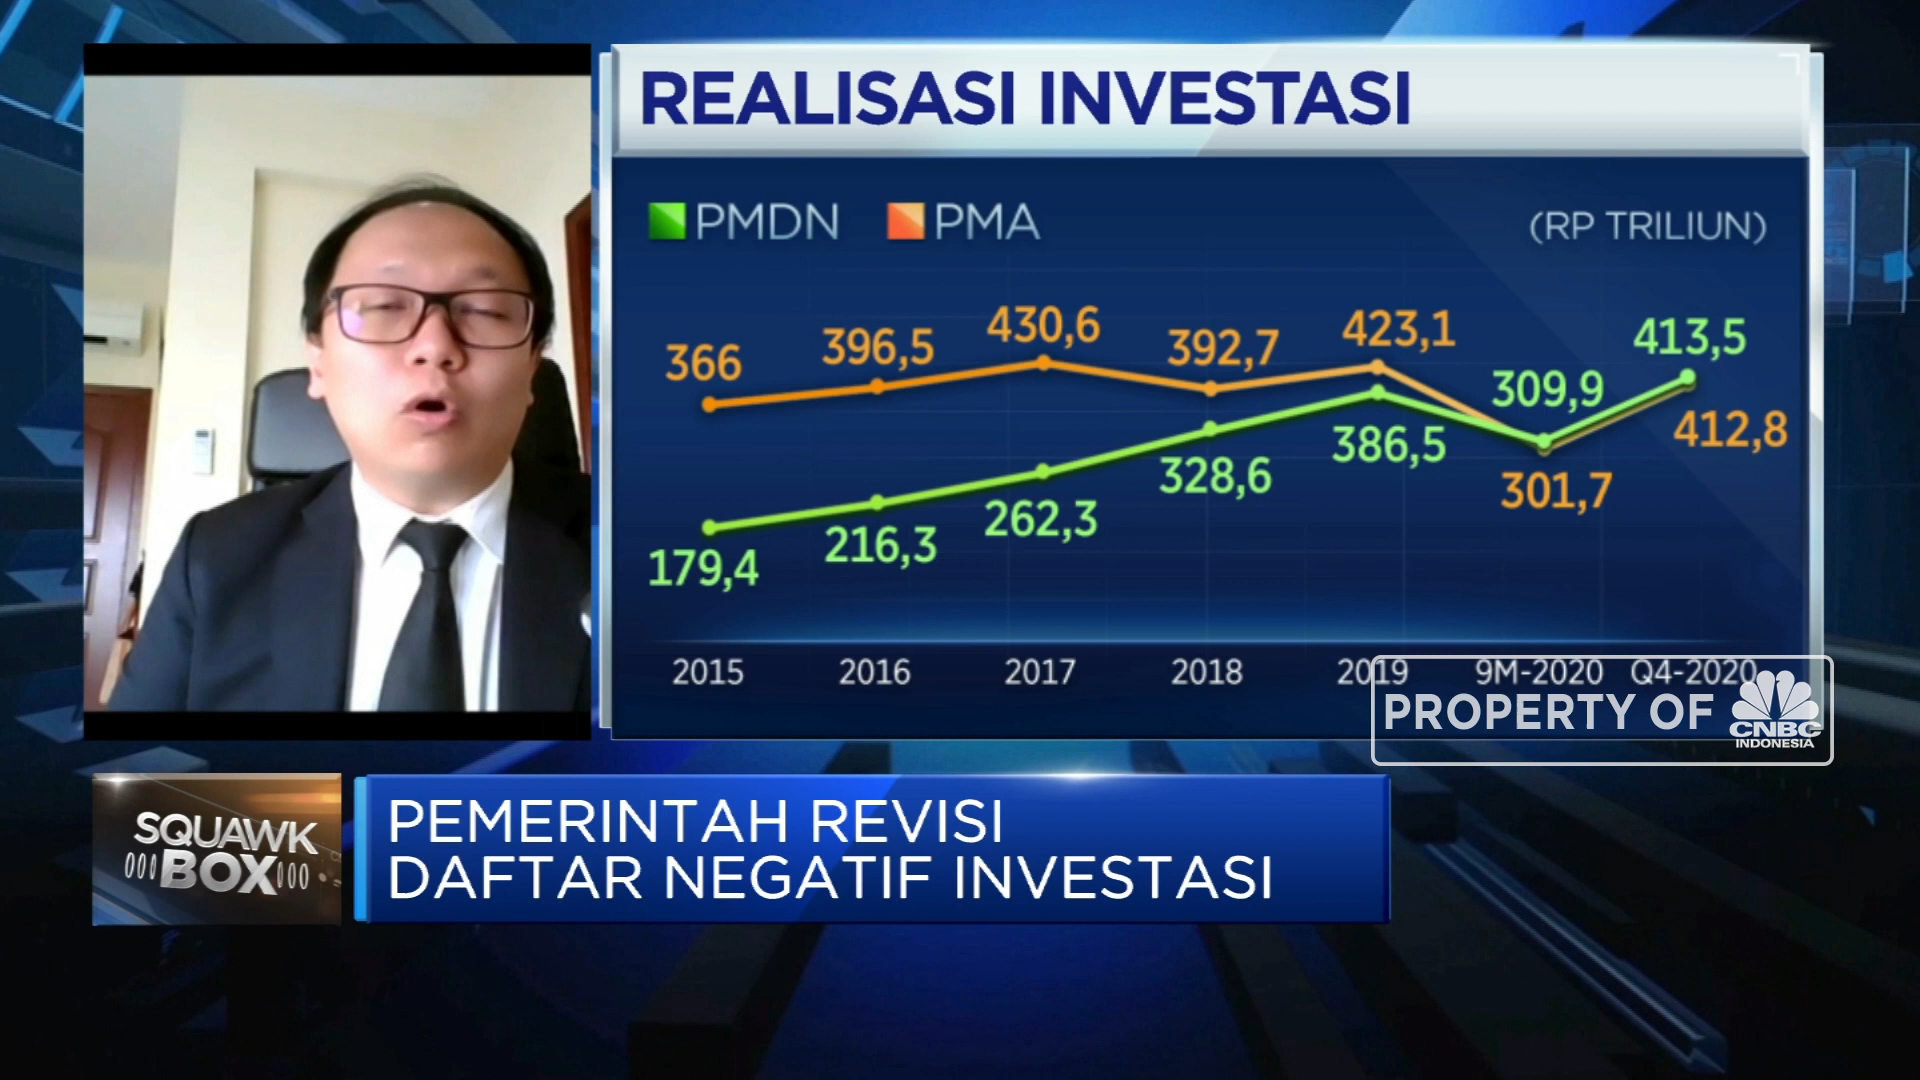 REALISASI INVESTASI
PMDN PMA (RP TRILIUN)
366 396,5 430,6 392,7 423,1 309,9 413,5
179,4 216,3 262,3 328,6 386,5 301,7 412,8
2015 2016 2017 2018 2019 9M-2020 Q4-2020
PROPERTY OF CNBC
INDONESIA
SQUAWK
BOX
PEMERINTAH REVISI
DAFTAR NEGATIF INVESTASI